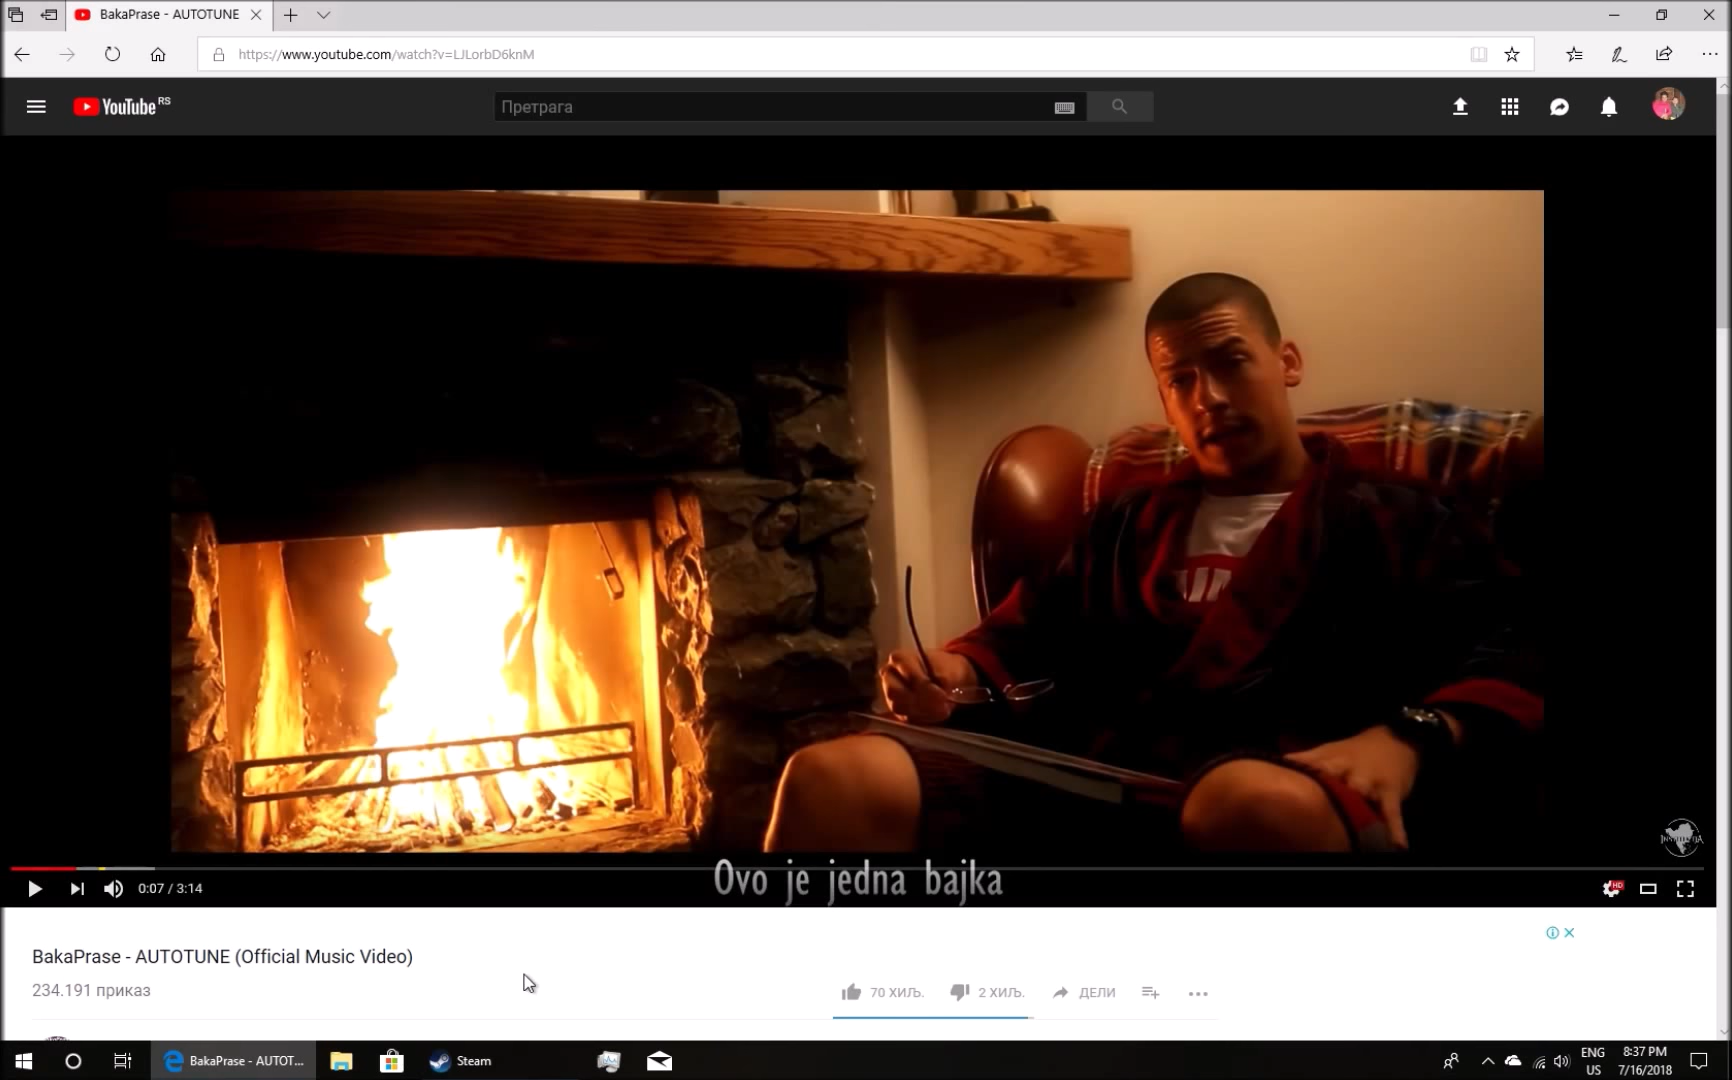 BakaPrase - AUTOTUNE
https://www.youtube.com/watch?v=LJLorbD6knM
YouTube RS
Претрага
Ovo je jedna bajka
0:07 / 3:14
HD
BakaPrase - AUTOTUNE (Official Music Video)
234.191 приказ
70 ХИЉ.
2 ХИЉ.
ДЕЛИ
BakaPrase - AUTOT...
Steam
ENG
US
8:37 PM
7/16/2018